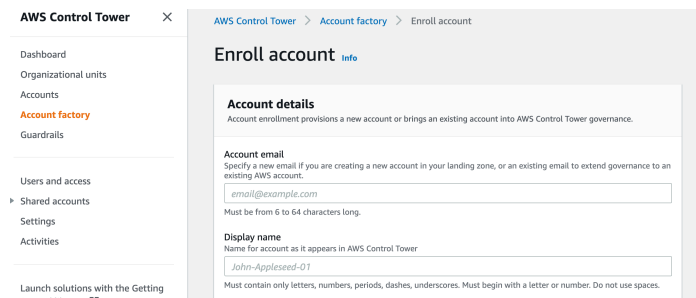 AWS Control Tower
Dashboard
Organizational units
Accounts
Account factory
Guardrails
Users and access
Shared accounts
Settings
Activities
Launch solutions with the Getting
AWS Control Tower > Account factory > Enroll account
Enroll account Info
Account details
Account enrollment provisions a new account or brings an existing account into AWS Control Tower governance.
Account email
Specify a new email if you are creating a new account in your landing zone, or an existing email to extend governance to an
existing AWS account.
email@example.com
Must be from 6 to 64 characters long.
Display name
Name for account as it appears in AWS Control Tower
John-Appleseed-01
Must contain only letters, numbers, periods, dashes, underscores. Must begin with a letter or number. Do not use spaces.